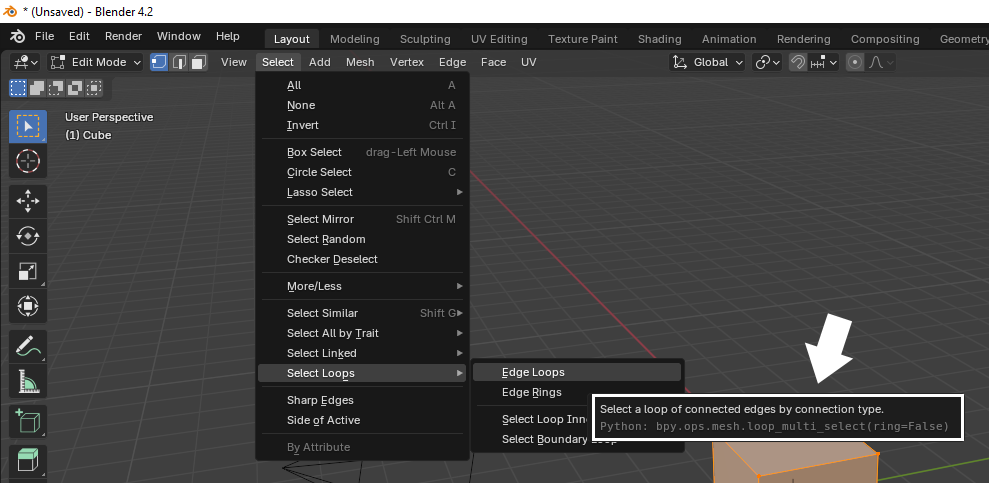 * (Unsaved) - Blender 4.2
File Edit Render Window Help Layout Modeling Sculpting UV Editing Texture Paint Shading Animation Rendering Compositing Geometry
Edit Mode View Select Add Mesh Vertex Edge Face UV Global
User Perspective
(1) Cube
All A
None Alt A
Invert Ctrl I
Box Select drag-Left Mouse
Circle Select C
Lasso Select
Select Mirror Shift Ctrl M
Select Random
Checker Deselect
More/Less
Select Similar Shift G
Select All by Trait
Select Linked
Select Loops
Sharp Edges
Side of Active
By Attribute
Edge Loops
Edge Rings
Select Loop Inn
Select Boundary Loop
Select a loop of connected edges by connection type.
Python: bpy.ops.mesh.loop_multi_select(ring=False)